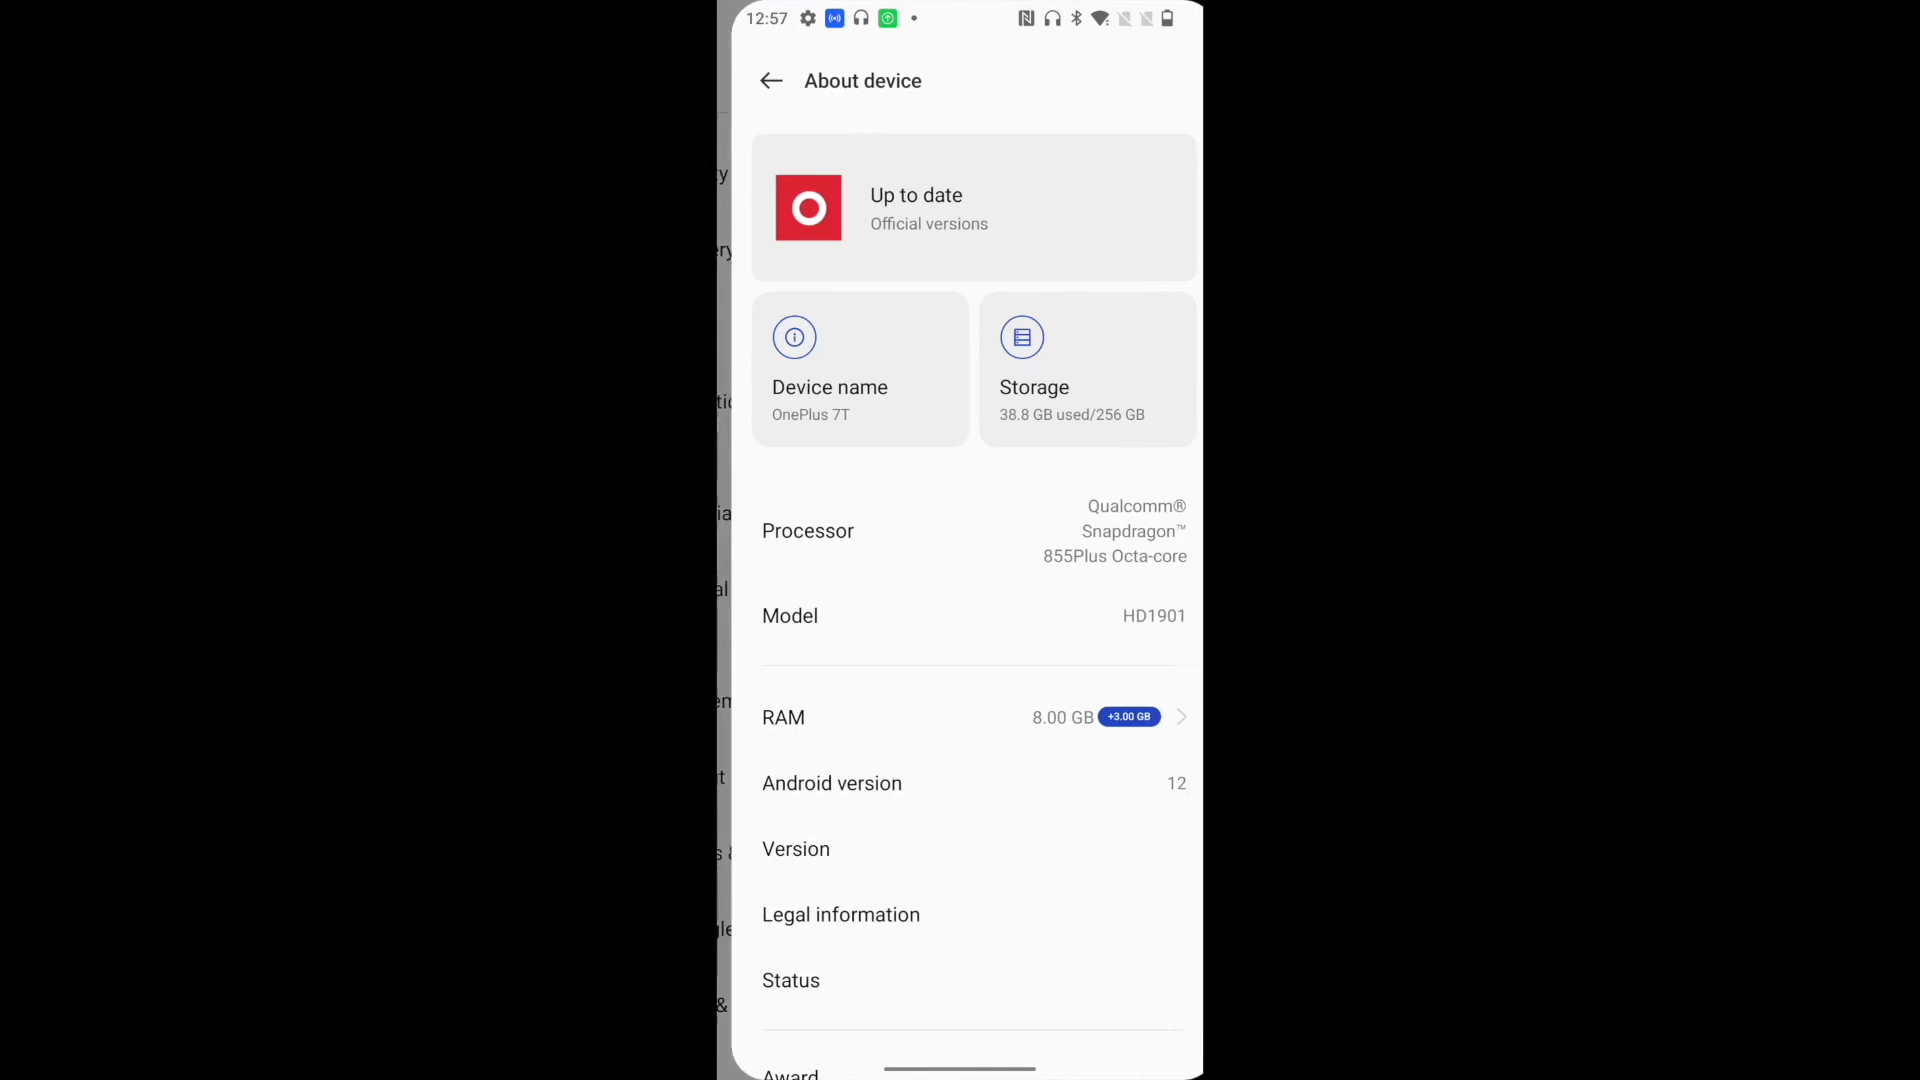 12:57
About device
Up to date
Official versions
Device name
OnePlus 7T
Storage
38.8 GB used/256 GB
Processor
Qualcomm®
Snapdragon™
855Plus Octa-core
Model
HD1901
RAM
8.00 GB +3.00 GB
Android version
12
Version
Legal information
Status
Award